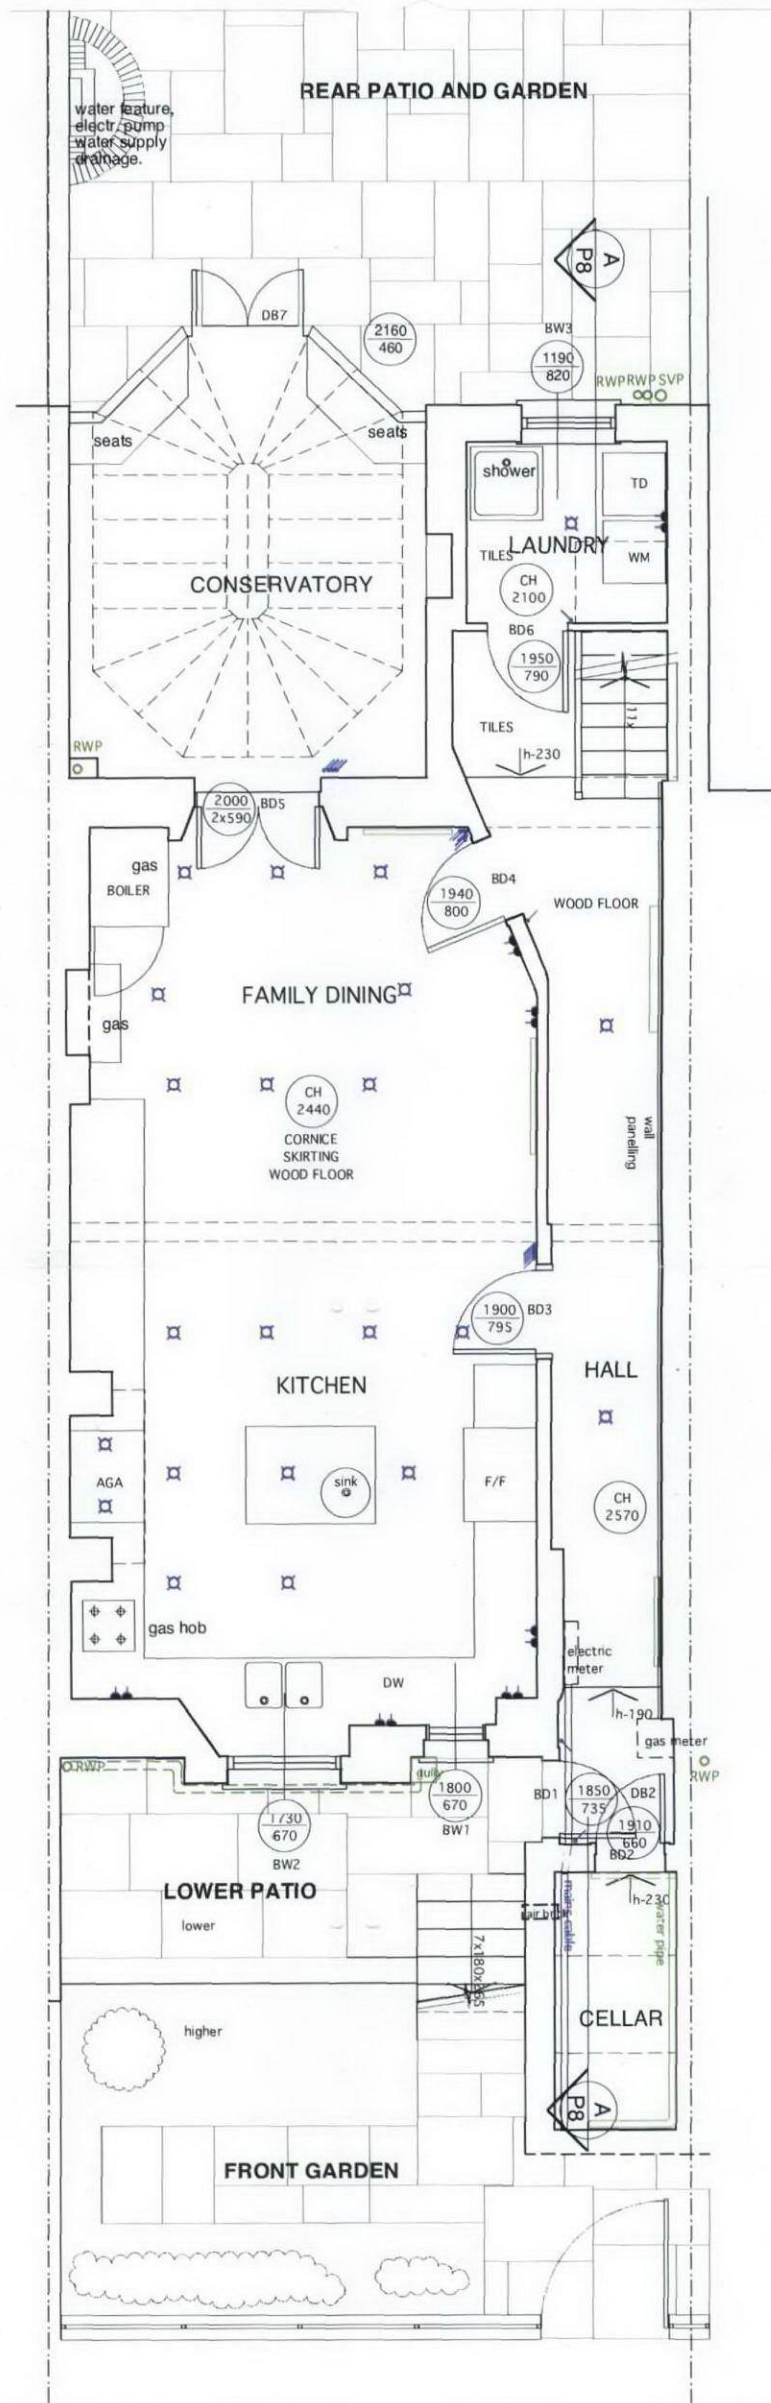 REAR PATIO AND GARDEN
water feature,
electr. pump
water supply
drainage.
A
P8
DB7
2160
460
BW3
1190
820
RWP RWP SVP
seats
seats
shower
TD
LAUNDRY
TILES
WM
CONSERVATORY
CH
2100
BD6
1950
790
11x
TILES
h-230
RWP
2000
2x590
BD5
gas
BOILER
BD4
1940
800
WOOD FLOOR
FAMILY DINING
gas
CH
2440
CORNICE
SKIRTING
WOOD FLOOR
wall
panelling
1900
795
BD3
KITCHEN
HALL
AGA
sink
F/F
CH
2570
gas hob
electric
meter
DW
h-190
gas meter
RWP
gully
RWP
1800
670
BW1
BD1
1850
735
DB2
1910
660
BD2
1730
670
BW2
LOWER PATIO
lower
h-230
mains cable
water pipe
7x180x265
CELLAR
higher
A
P8
FRONT GARDEN